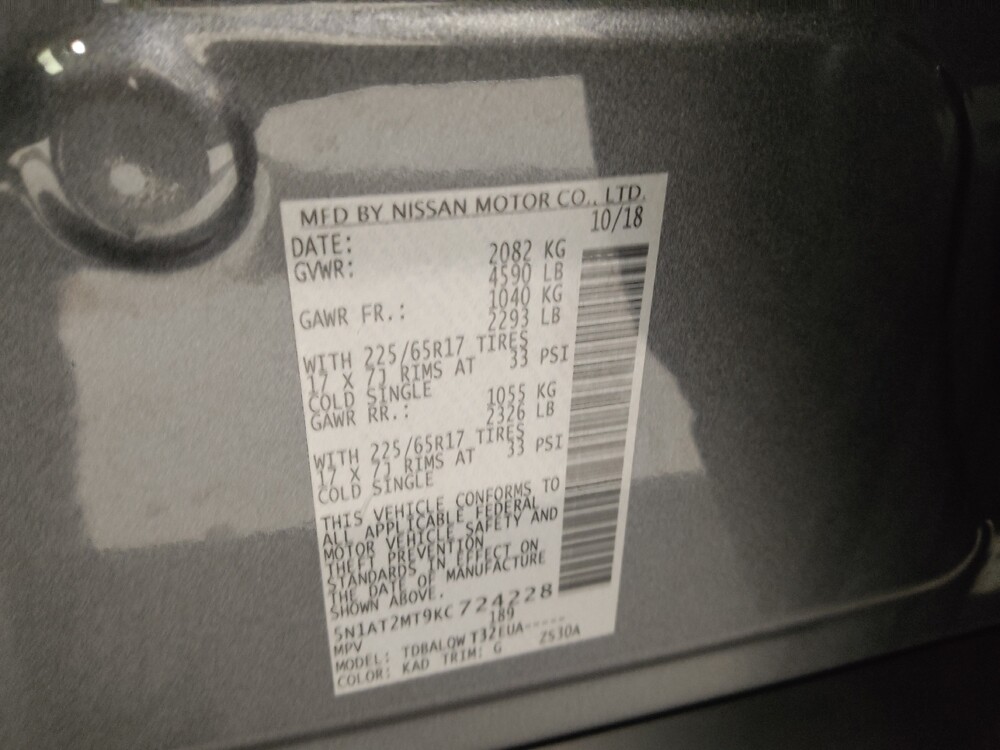 MFD BY NISSAN MOTOR CO., LTD.
DATE: 10/18
GVWR: 2082 KG
4590 LB
GAWR FR.: 1040 KG
2293 LB
WITH 225/65R17 TIRES
17 X 7J RIMS AT 33 PSI
COLD SINGLE
GAWR RR.: 1055 KG
2326 LB
WITH 225/65R17 TIRES
17 X 7J RIMS AT 33 PSI
COLD SINGLE
THIS VEHICLE CONFORMS TO
ALL APPLICABLE FEDERAL
MOTOR VEHICLE SAFETY AND
THEFT PREVENTION
STANDARDS IN EFFECT ON
THE DATE OF MANUFACTURE
SHOWN ABOVE.
5N1AT2MT9KC724228
MPV 189
MODEL: TDBALQW T32EUA-----
COLOR: KAD TRIM: G ZS30A